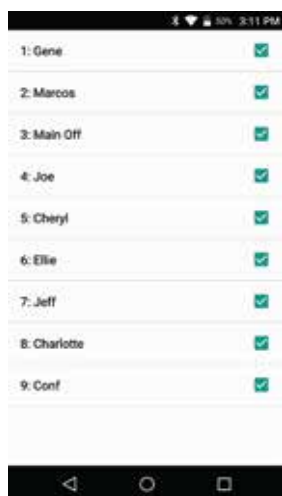 50% 3:11 PM
1: Gene
2: Marcos
3: Main Off
4: Joe
5: Cheryl
6: Ellie
7: Jeff
8: Charlotte
9: Conf